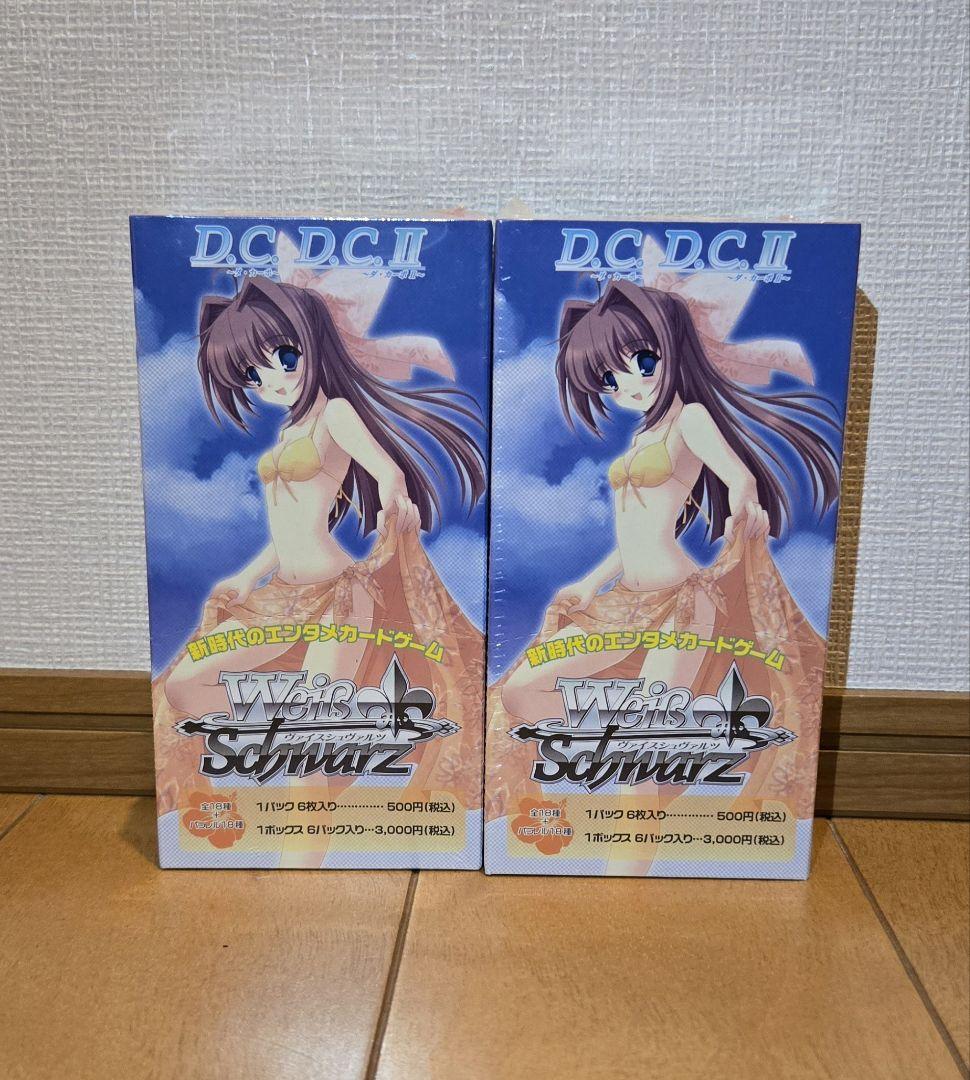 D.C. D.C.II
～ダ・カーポ～ ～ダ・カーポII～
新時代のエンタメカードゲーム
Weiß
ヴァイスシュヴァルツ
Schwarz
全18種
+
パラレル18種
1パック 6枚入り………… 500円(税込)
1ボックス 6パック入り…3,000円(税込)
D.C. D.C.II
～ダ・カーポ～ ～ダ・カーポII～
新時代のエンタメカードゲーム
Weiß
ヴァイスシュヴァルツ
Schwarz
全18種
+
パラレル18種
1パック 6枚入り………… 500円(税込)
1ボックス 6パック入り…3,000円(税込)